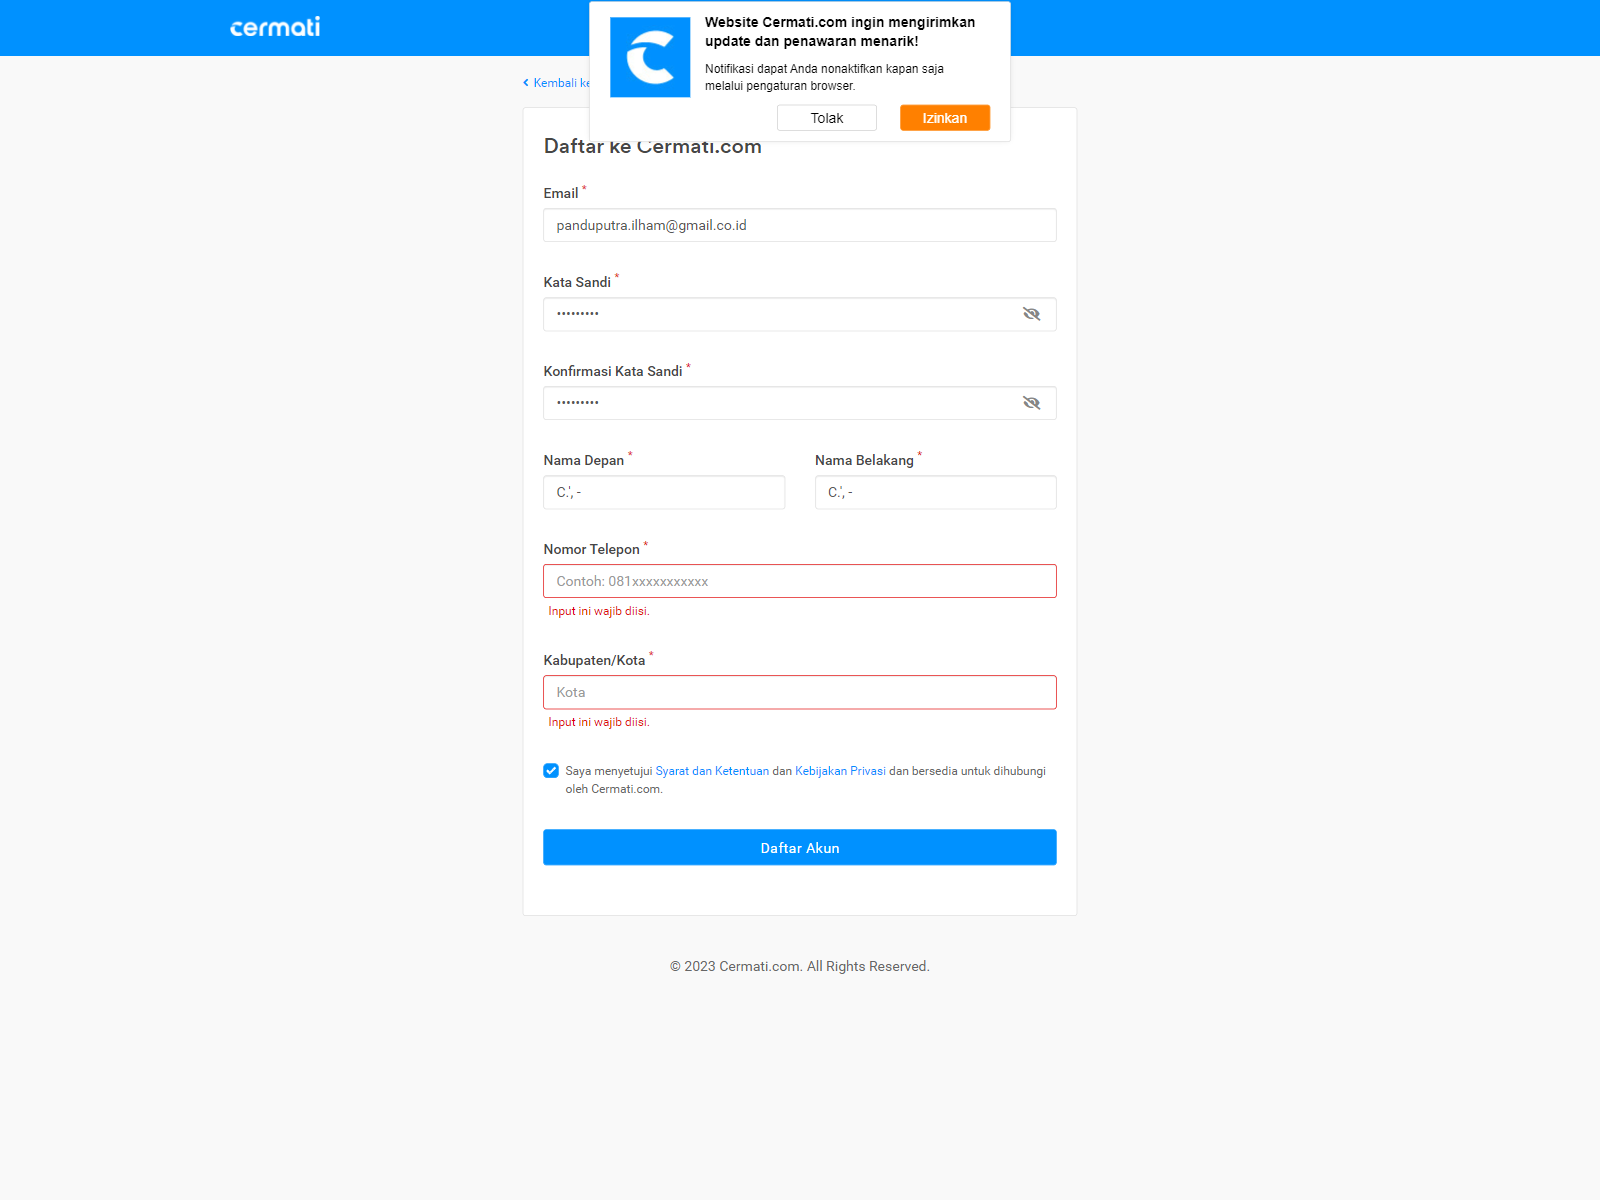 cermati
Website Cermati.com ingin mengirimkan
update dan penawaran menarik!
Notifikasi dapat Anda nonaktifkan kapan saja
melalui pengaturan browser.
Tolak
Izinkan
Kembali ke
Daftar ke Cermati.com
Email *
panduputra.ilham@gmail.co.id
Kata Sandi *
•••••••••
Konfirmasi Kata Sandi *
•••••••••
Nama Depan *
Nama Belakang *
C.', -
C.', -
Nomor Telepon *
Contoh: 081xxxxxxxxxxx
Input ini wajib diisi.
Kabupaten/Kota *
Kota
Input ini wajib diisi.
Saya menyetujui Syarat dan Ketentuan dan Kebijakan Privasi dan bersedia untuk dihubungi
oleh Cermati.com.
Daftar Akun
© 2023 Cermati.com. All Rights Reserved.